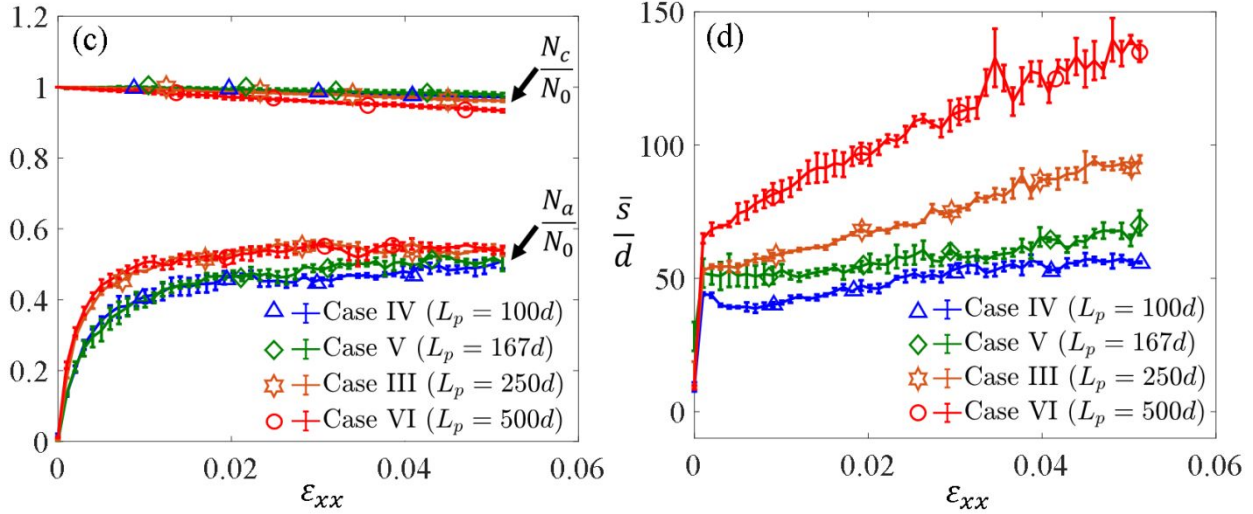 (c)
1.2
1
0.8
0.6
0.4
0.2
0
N_c
N_0
N_a
N_0
Case IV (L_p = 100d)
Case V (L_p = 167d)
Case III (L_p = 250d)
Case VI (L_p = 500d)
0
0.02
0.04
0.06
ε_xx
(d)
150
100
50
0
s̄
d
Case IV (L_p = 100d)
Case V (L_p = 167d)
Case III (L_p = 250d)
Case VI (L_p = 500d)
0
0.02
0.04
0.06
ε_xx